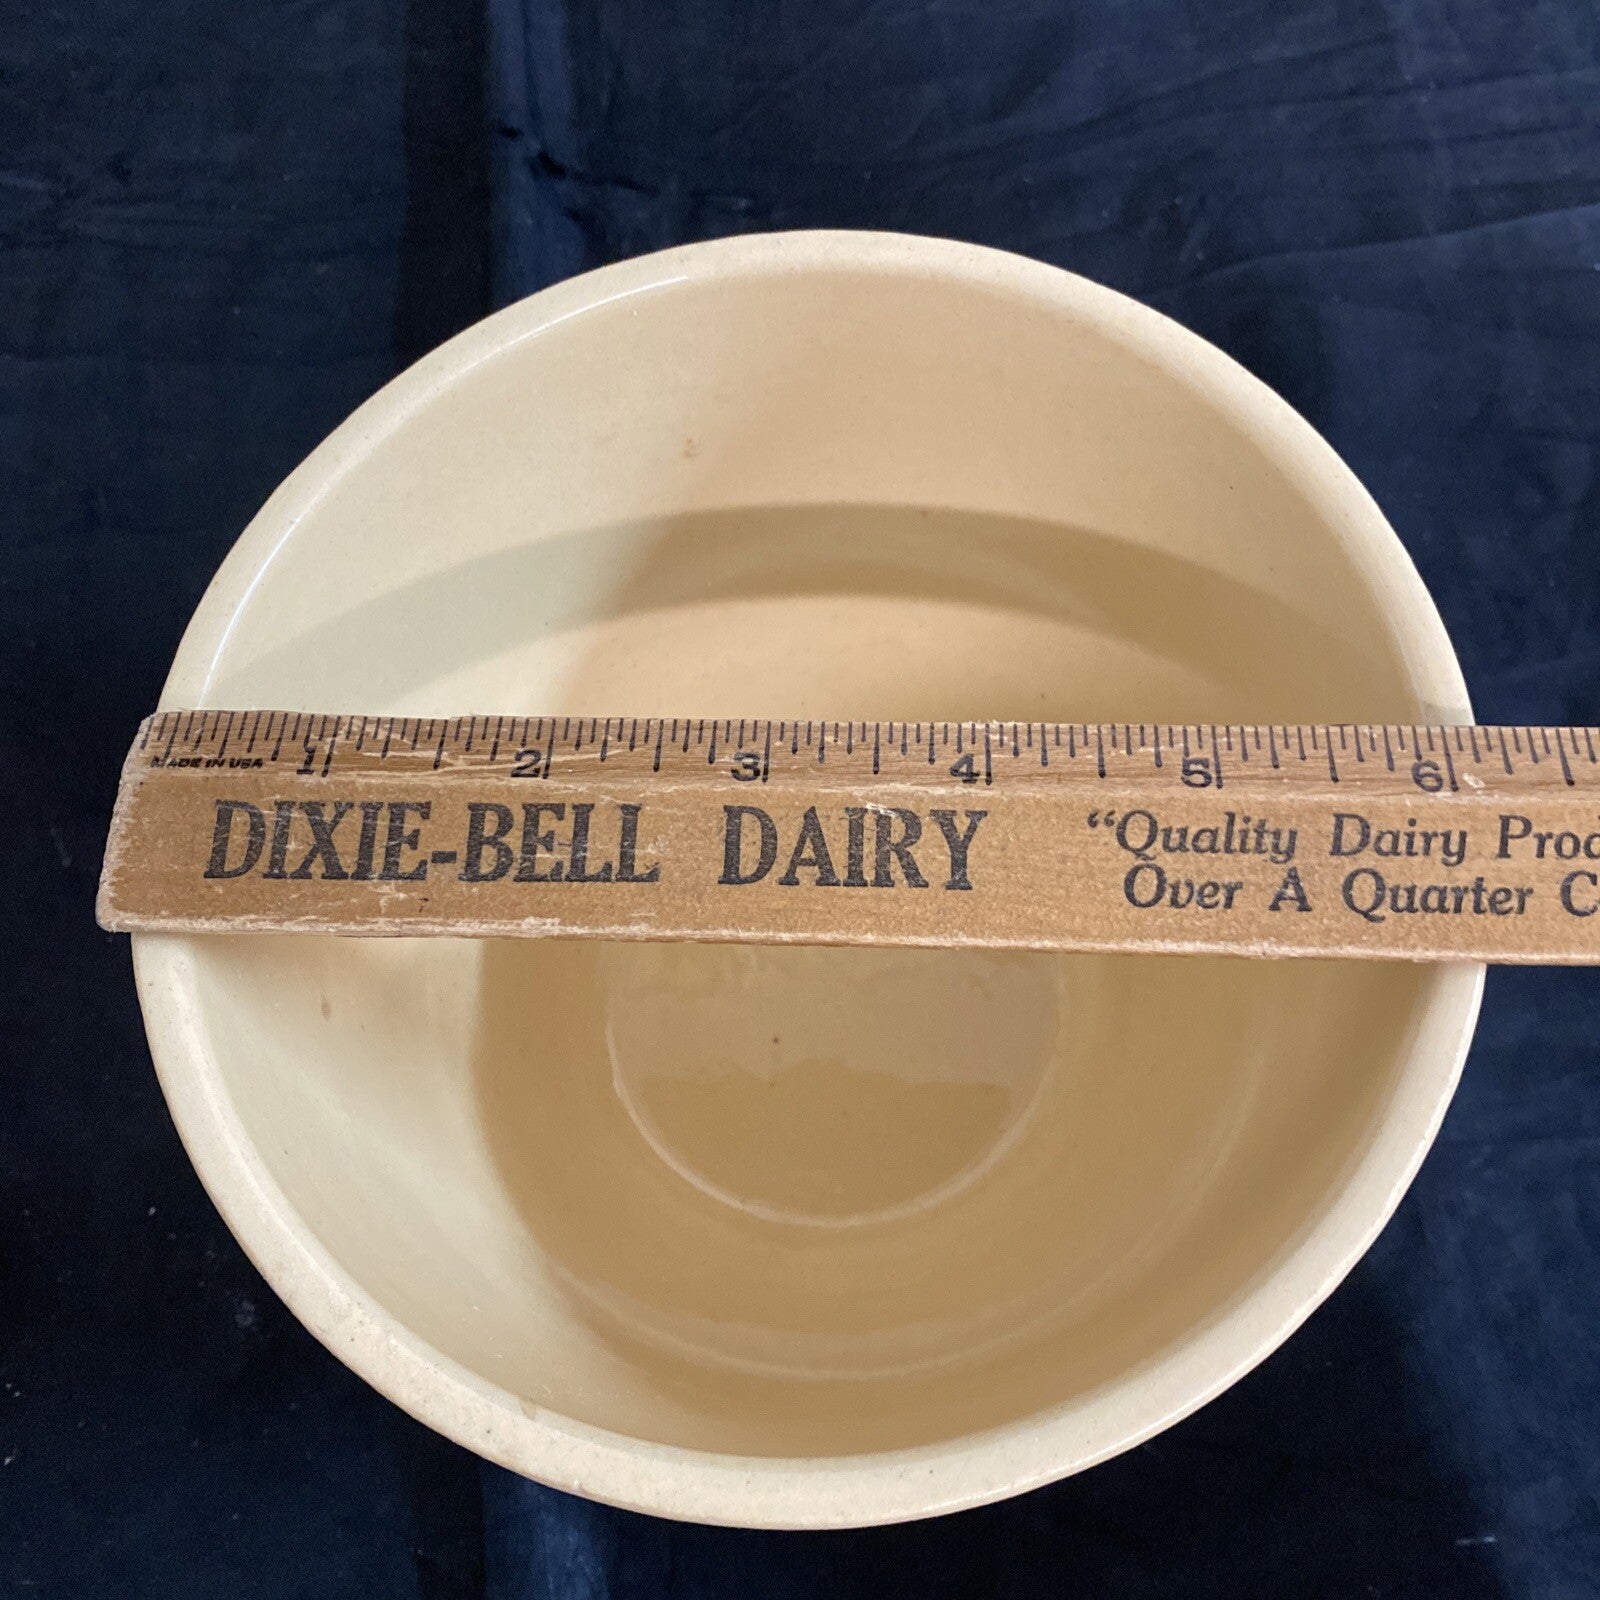 1 2 3 4 5 6
MADE IN USA
DIXIE-BELL DAIRY
“Quality Dairy Prod
Over A Quarter C